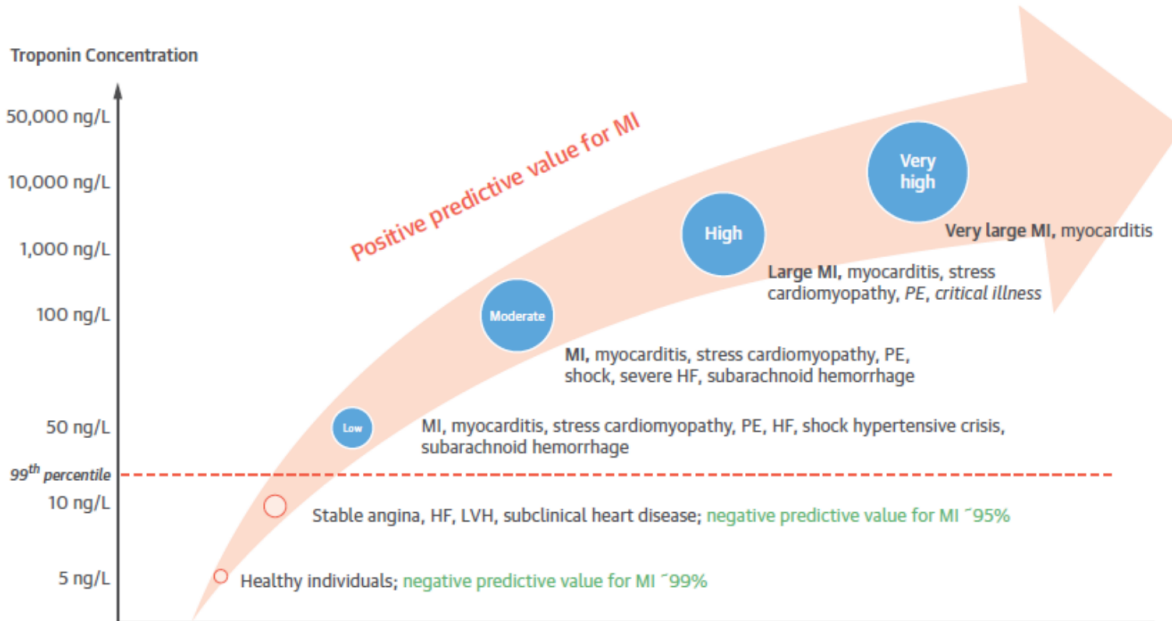 Troponin Concentration
50,000 ng/L
10,000 ng/L
1,000 ng/L
100 ng/L
50 ng/L
99th percentile
10 ng/L
5 ng/L
Positive predictive value for MI
Very
high
Very large MI, myocarditis
High
Large MI, myocarditis, stress
cardiomyopathy, PE, critical illness
Moderate
MI, myocarditis, stress cardiomyopathy, PE,
shock, severe HF, subarachnoid hemorrhage
Low
MI, myocarditis, stress cardiomyopathy, PE, HF, shock hypertensive crisis,
subarachnoid hemorrhage
Stable angina, HF, LVH, subclinical heart disease; negative predictive value for MI ˜95%
Healthy individuals; negative predictive value for MI ˜99%